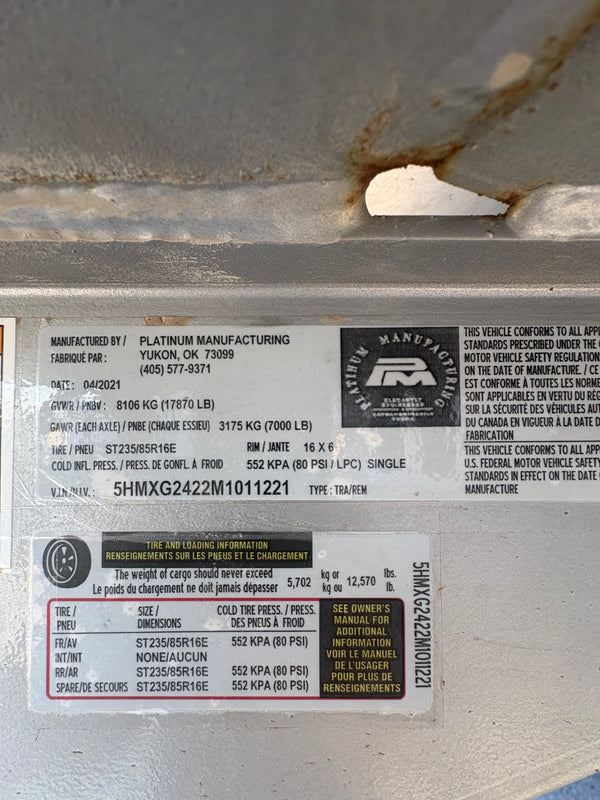 MANUFACTURED BY / PLATINUM MANUFACTURING
FABRIQUÉ PAR : YUKON, OK 73099
(405) 577-9371
DATE: 04/2021
GVWR / PNBV : 8106 KG (17870 LB)
GAWR (EACH AXLE) / PNBE (CHAQUE ESSIEU) 3175 KG (7000 LB)
TIRE / PNEU ST235/85R16E RIM / JANTE 16 X 6
COLD INFL. PRESS. / PRESS. DE GONFL. À FROID 552 KPA (80 PSI / LPC) SINGLE
V.I.N./N.I.V.: 5HMXG2422M1011221 TYPE : TRA/REM
PLATINUM MANUFACTURING
PM
THIS VEHICLE CONFORMS TO ALL APPL
STANDARDS PRESCRIBED UNDER THE
MOTOR VEHICLE SAFETY REGULATION
ON THE DATE OF MANUFACTURE. / CE
EST CONFORME À TOUTES LES NORME
SONT APPLICABLES EN VERTU DU RÉG
SUR LA SÉCURITÉ DES VÉHICULES AUT
DU CANADA EN VIGUEUR À LA DATE D
FABRICATION
THIS VEHICLE CONFORMS TO ALL APPL
U.S. FEDERAL MOTOR VEHICLE SAFETY
STANDARDS IN EFFECT ON THE DATE
MANUFACTURE
TIRE AND LOADING INFORMATION
RENSEIGNEMENTS SUR LES PNEUS ET LE CHARGEMENT
The weight of cargo should never exceed
Le poids du chargement ne doit jamais dépasser 5,702 kg or kg ou 12,570 lbs. lb.
TIRE / PNEU SIZE / DIMENSIONS COLD TIRE PRESS. / PRESS. DES PNEUS À FROID
FR/AV ST235/85R16E 552 KPA (80 PSI)
INT/INT NONE/AUCUN
RR/AR ST235/85R16E 552 KPA (80 PSI)
SPARE/DE SECOURS ST235/85R16E 552 KPA (80 PSI)
SEE OWNER'S
MANUAL FOR
ADDITIONAL
INFORMATION
VOIR LE MANUEL
DE L'USAGER
POUR PLUS DE
RENSEIGNEMENTS
5HMXG2422M1011221